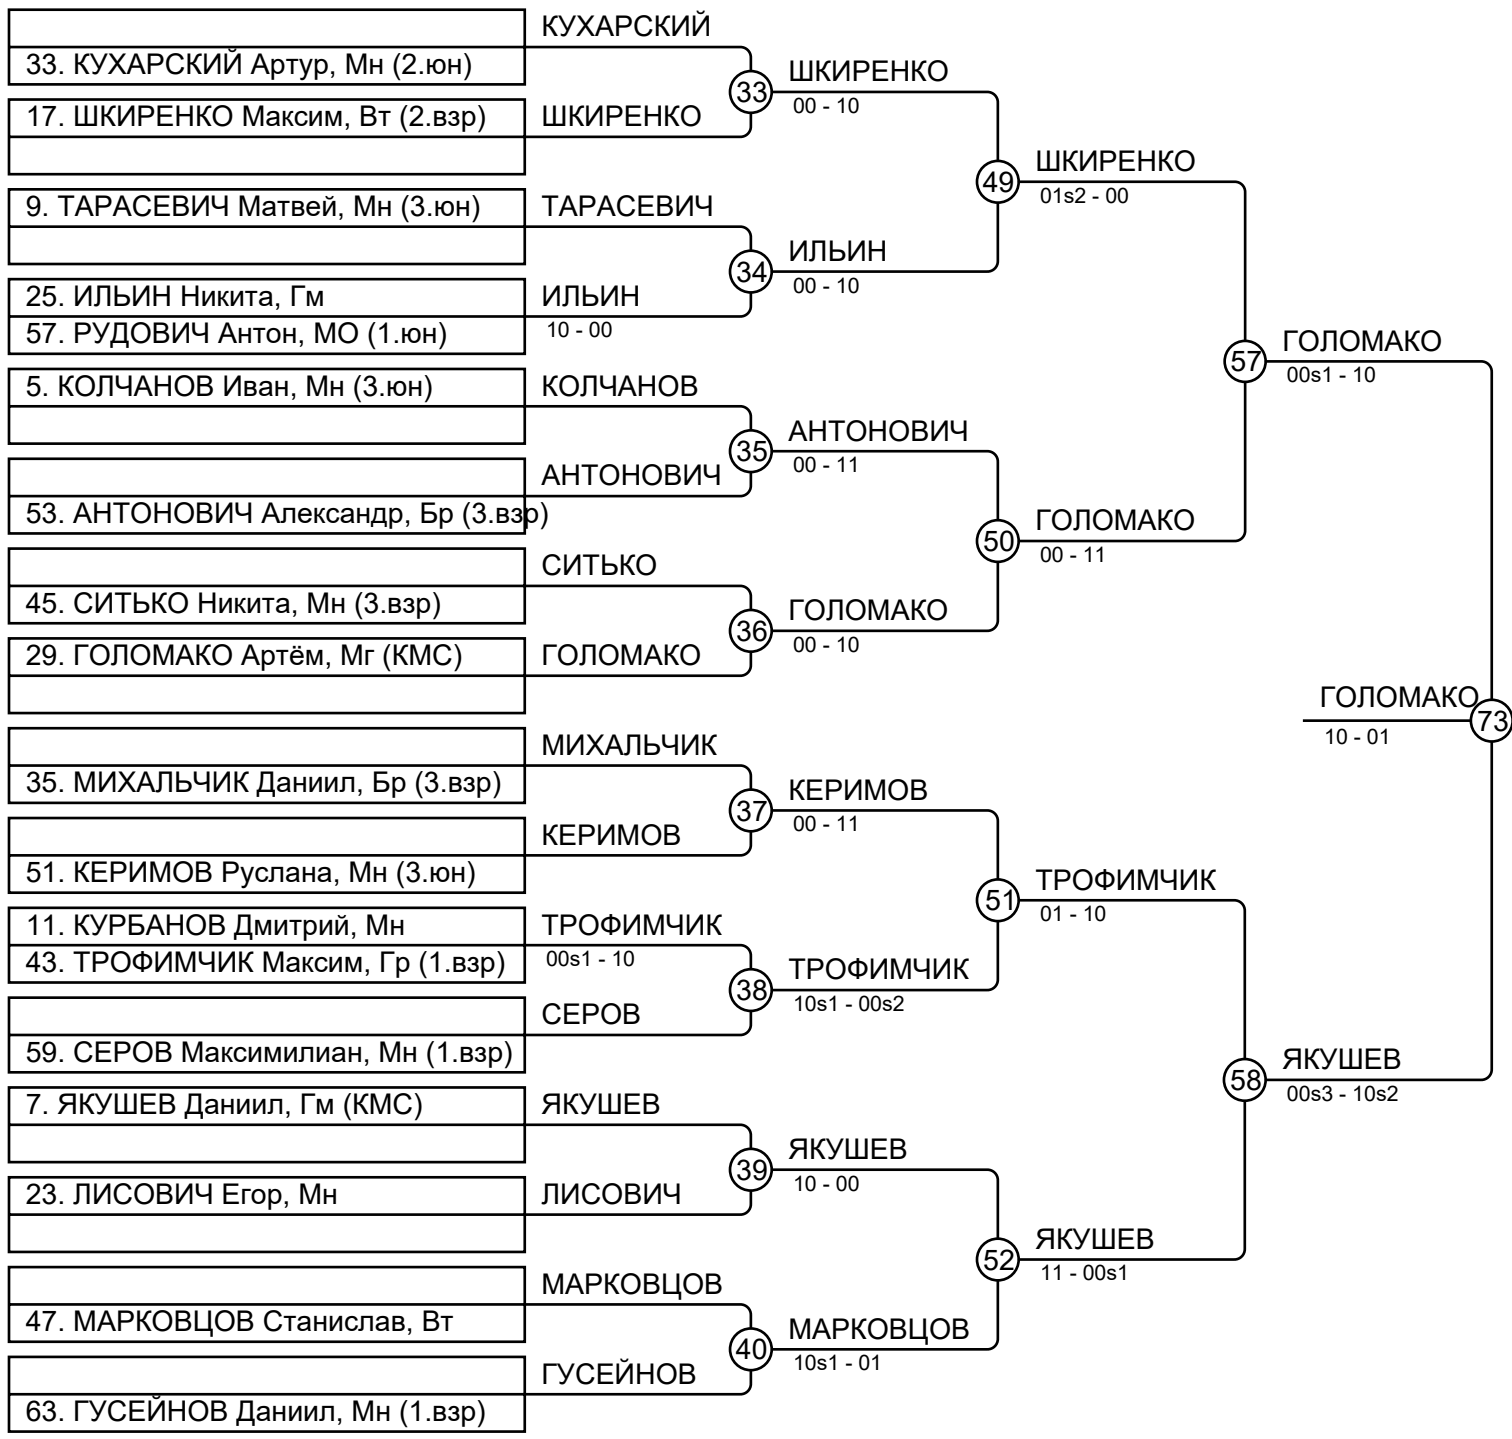 КУХАРСКИЙ
33. КУХАРСКИЙ Артур, Мн (2.юн)
33
ШКИРЕНКО
00 - 10
17. ШКИРЕНКО Максим, Вт (2.взр)
ШКИРЕНКО
49
ШКИРЕНКО
01s2 - 00
9. ТАРАСЕВИЧ Матвей, Мн (3.юн)
ТАРАСЕВИЧ
34
ИЛЬИН
00 - 10
25. ИЛЬИН Никита, Гм
ИЛЬИН
57. РУДОВИЧ Антон, МО (1.юн)
10 - 00
57
ГОЛОМАКО
00s1 - 10
5. КОЛЧАНОВ Иван, Мн (3.юн)
КОЛЧАНОВ
35
АНТОНОВИЧ
00 - 11
АНТОНОВИЧ
53. АНТОНОВИЧ Александр, Бр (3.взр)
50
ГОЛОМАКО
00 - 11
СИТЬКО
45. СИТЬКО Никита, Мн (3.взр)
36
ГОЛОМАКО
00 - 10
29. ГОЛОМАКО Артём, Мг (КМС)
ГОЛОМАКО
ГОЛОМАКО
73
10 - 01
МИХАЛЬЧИК
35. МИХАЛЬЧИК Даниил, Бр (3.взр)
37
КЕРИМОВ
00 - 11
КЕРИМОВ
51. КЕРИМОВ Руслана, Мн (3.юн)
51
ТРОФИМЧИК
01 - 10
11. КУРБАНОВ Дмитрий, Мн
ТРОФИМЧИК
43. ТРОФИМЧИК Максим, Гр (1.взр)
00s1 - 10
38
ТРОФИМЧИК
10s1 - 00s2
СЕРОВ
59. СЕРОВ Максимилиан, Мн (1.взр)
58
ЯКУШЕВ
00s3 - 10s2
7. ЯКУШЕВ Даниил, Гм (КМС)
ЯКУШЕВ
39
ЯКУШЕВ
10 - 00
23. ЛИСОВИЧ Егор, Мн
ЛИСОВИЧ
52
ЯКУШЕВ
11 - 00s1
МАРКОВЦОВ
47. МАРКОВЦОВ Станислав, Вт
40
МАРКОВЦОВ
10s1 - 01
ГУСЕЙНОВ
63. ГУСЕЙНОВ Даниил, Мн (1.взр)